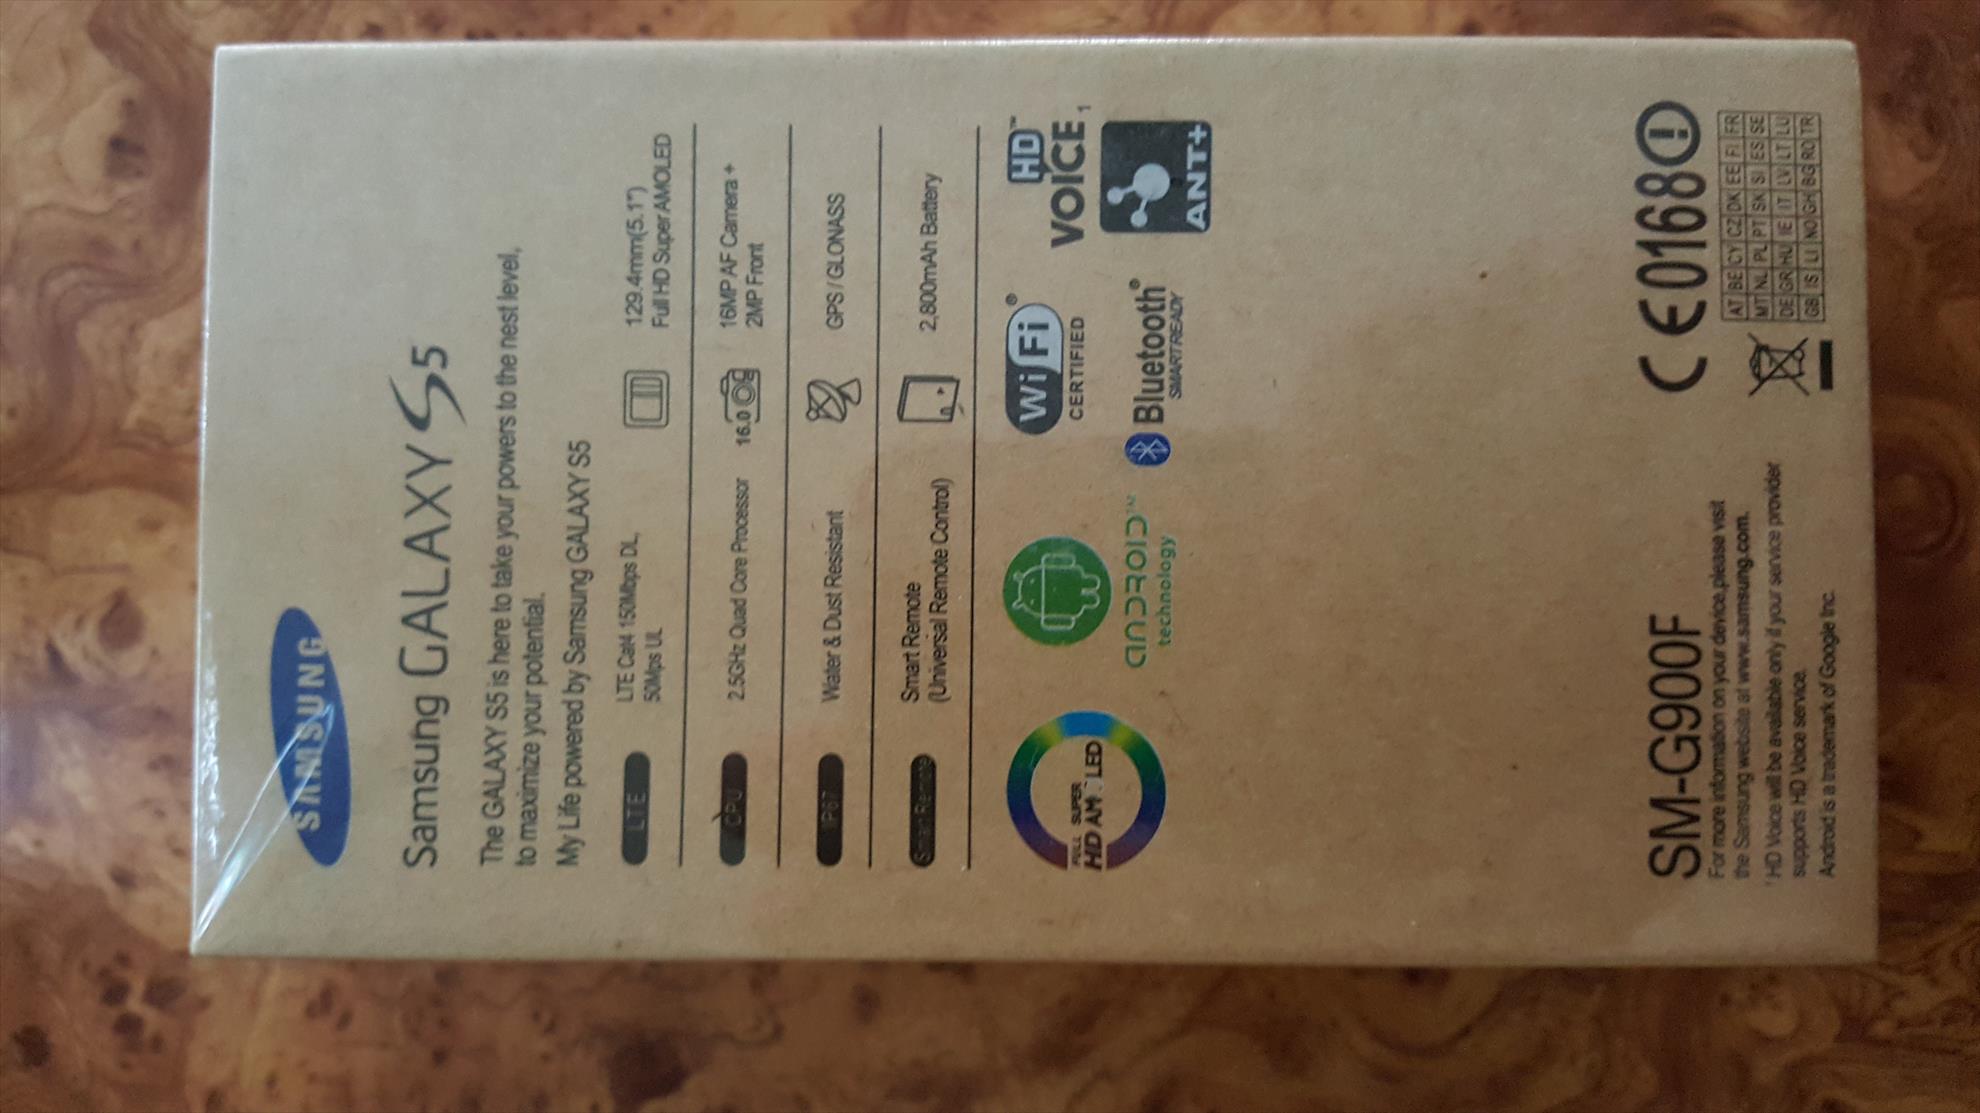 SAMSUNG
Samsung GALAXY S5
The GALAXY S5 is here to take your powers to the nest level,
to maximize your potential.
My Life powered by Samsung GALAXY S5
LTE
LTE Cat4 150Mbps DL,
50Mps UL
129.4mm(5.1")
Full HD Super AMOLED
CPU
2.5GHz Quad Core Processor
16.0
16MP AF Camera +
2MP Front
IP67
Water & Dust Resistant
GPS / GLONASS
Smart Remote
Smart Remote
(Universal Remote Control)
2,800mAh Battery
FULL SUPER
HD AMOLED
ANDROID™
technology
Wi Fi®
CERTIFIED
HD™
VOICE 1
Bluetooth®
SMART READY
ANT+
SM-G900F
For more information on your device,please visit
the Samsung website at www.samsung.com.
¹HD Voice will be available only if your service provider
supports HD Voice service.
Android is a trademark of Google Inc.
CE0168
AT BE CY CZ DK EE FI FR
MT NL PL PT SK SI ES SE
DE GR HU IE IT LV LT LU
GB IS LI NO GH BG RO TR